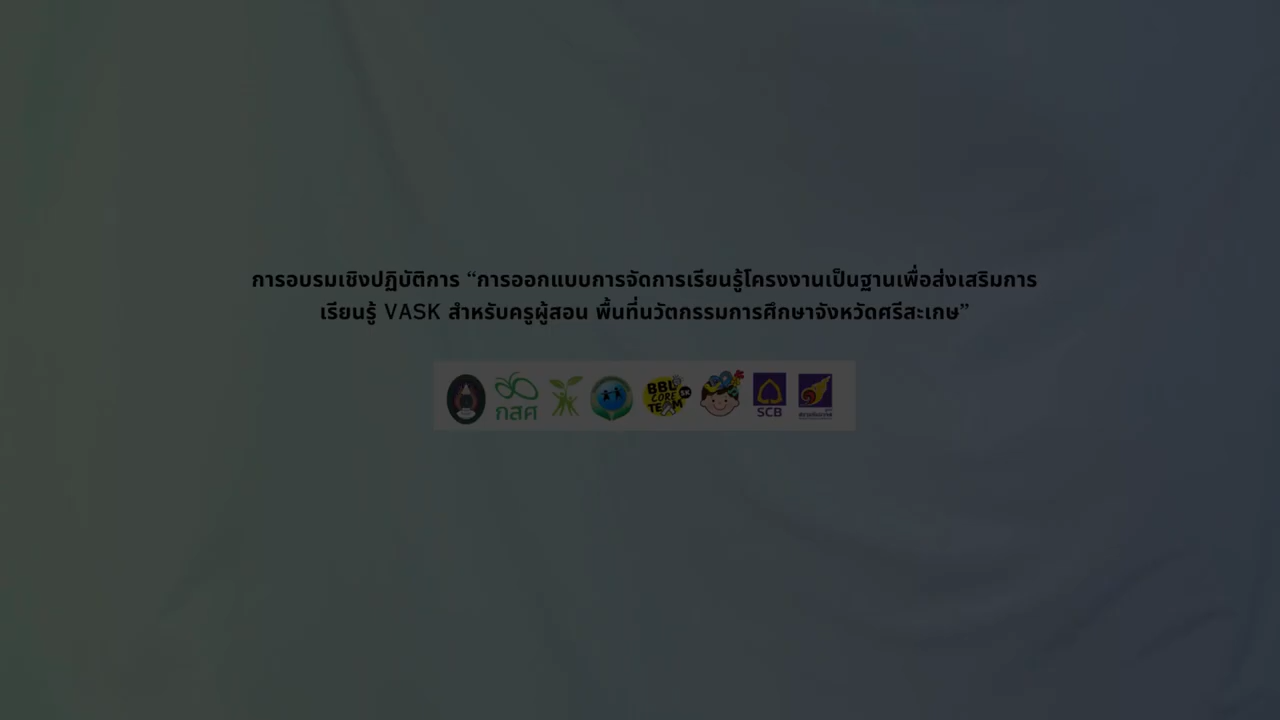 การอบรมเชิงปฏิบัติการ “การออกแบบการจัดการเรียนรู้โครงงานเป็นฐานเพื่อส่งเสริมการ
เรียนรู้ VASK สำหรับครูผู้สอน พื้นที่นวัตกรรมการศึกษาจังหวัดศรีสะเกษ”
กสศ
BBL
CORE
TEAM
SCB